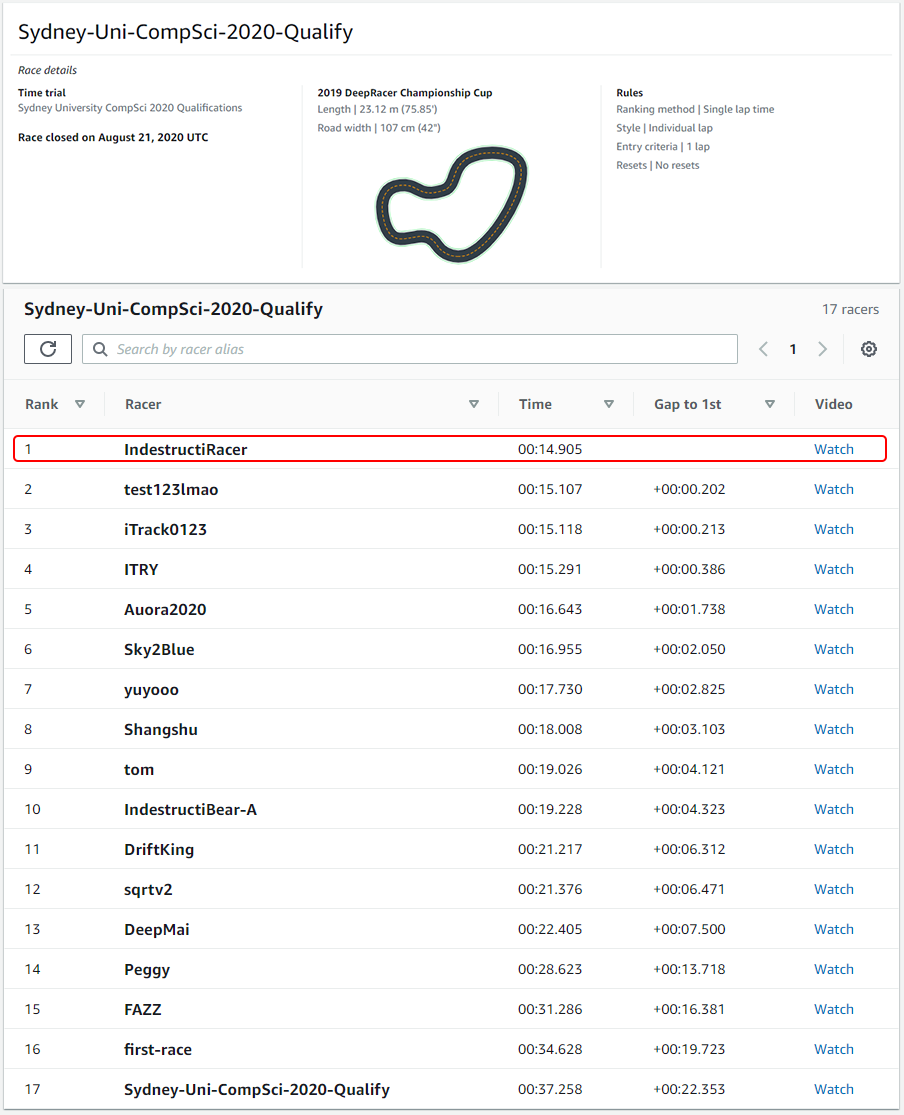 Sydney-Uni-CompSci-2020-Qualify
Race details
Time trial
Sydney University CompSci 2020 Qualifications
Race closed on August 21, 2020 UTC
2019 DeepRacer Championship Cup
Length | 23.12 m (75.85')
Road width | 107 cm (42")
Rules
Ranking method | Single lap time
Style | Individual lap
Entry criteria | 1 lap
Resets | No resets
Sydney-Uni-CompSci-2020-Qualify 17 racers
Search by racer alias 1
Rank Racer Time Gap to 1st Video
1 IndestructiRacer 00:14.905 Watch
2 test123lmao 00:15.107 +00:00.202 Watch
3 iTrack0123 00:15.118 +00:00.213 Watch
4 ITRY 00:15.291 +00:00.386 Watch
5 Auora2020 00:16.643 +00:01.738 Watch
6 Sky2Blue 00:16.955 +00:02.050 Watch
7 yuyooo 00:17.730 +00:02.825 Watch
8 Shangshu 00:18.008 +00:03.103 Watch
9 tom 00:19.026 +00:04.121 Watch
10 IndestructiBear-A 00:19.228 +00:04.323 Watch
11 DriftKing 00:21.217 +00:06.312 Watch
12 sqrtv2 00:21.376 +00:06.471 Watch
13 DeepMai 00:22.405 +00:07.500 Watch
14 Peggy 00:28.623 +00:13.718 Watch
15 FAZZ 00:31.286 +00:16.381 Watch
16 first-race 00:34.628 +00:19.723 Watch
17 Sydney-Uni-CompSci-2020-Qualify 00:37.258 +00:22.353 Watch